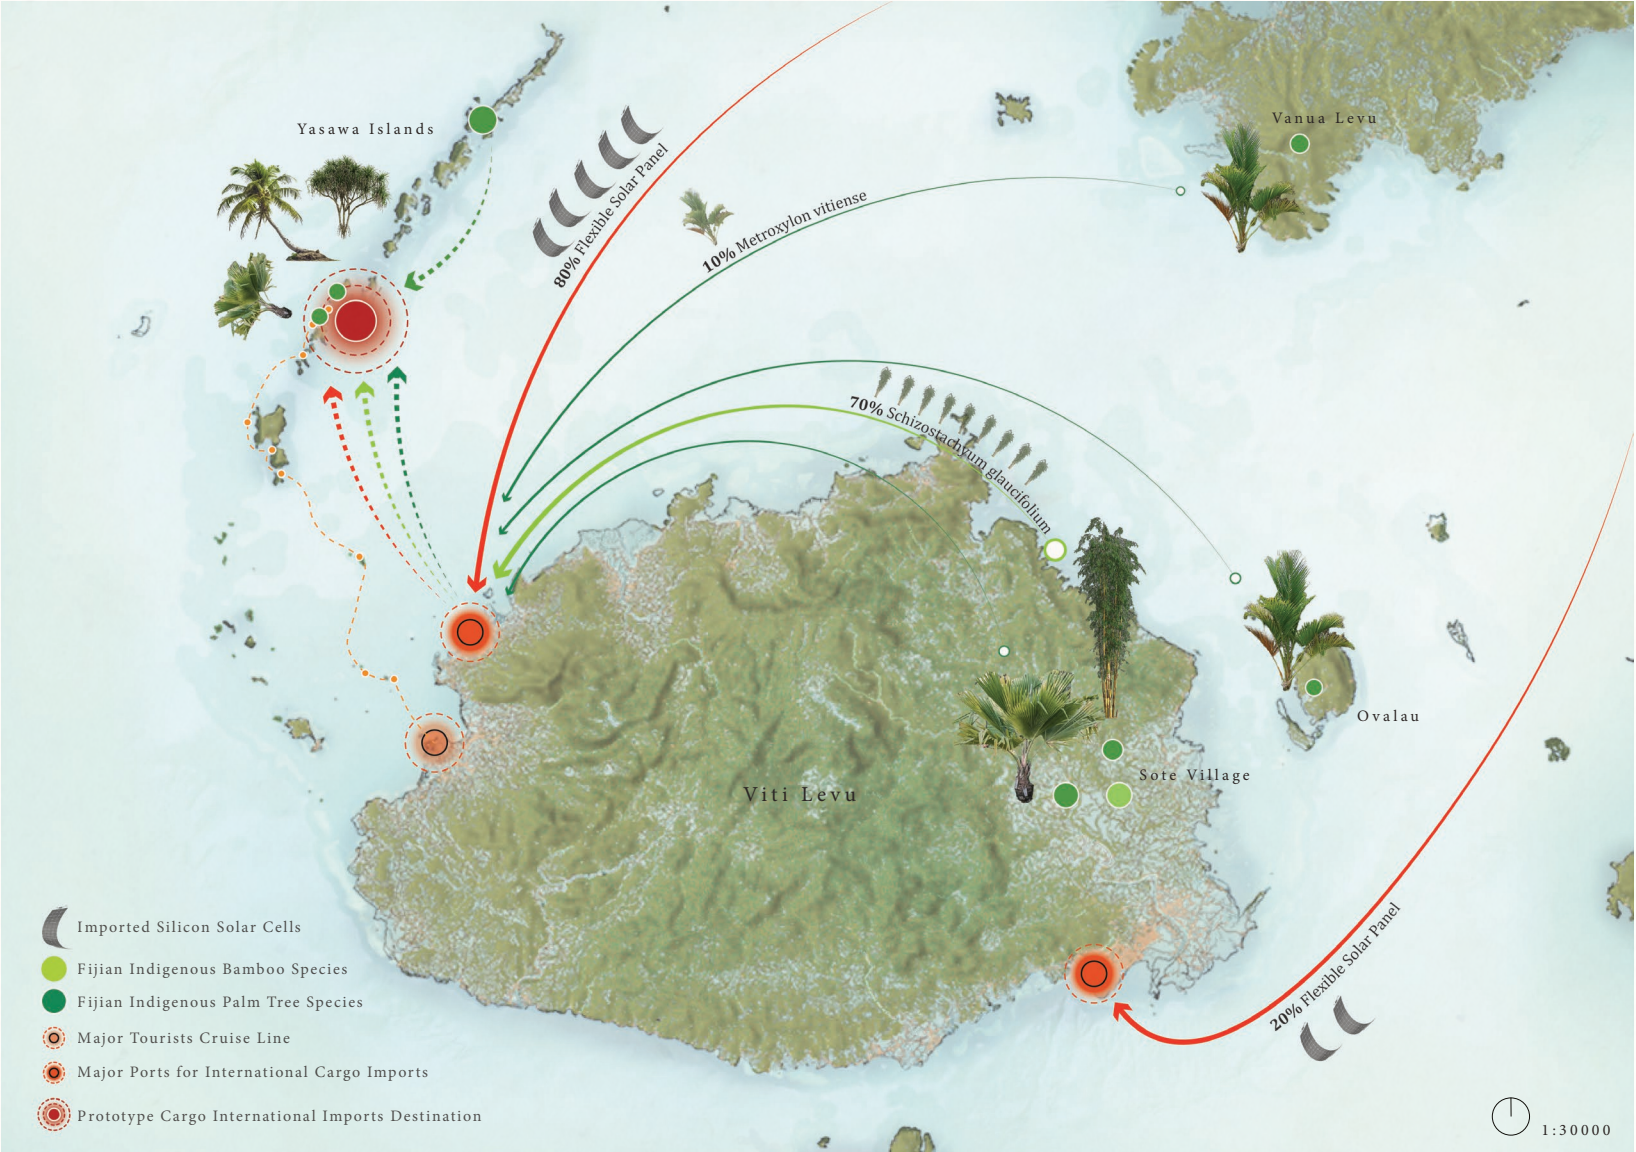 Yasawa Islands
Vanua Levu
80% Flexible Solar Panel
10% Metroxylon vitiense
70% Schizostachyum glaucifolium
Ovalau
Sote Village
Viti Levu
20% Flexible Solar Panel
Imported Silicon Solar Cells
Fijian Indigenous Bamboo Species
Fijian Indigenous Palm Tree Species
Major Tourists Cruise Line
Major Ports for International Cargo Imports
Prototype Cargo International Imports Destination
1:30000